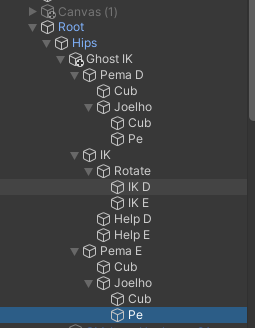 Canvas (1)
Root
Hips
Ghost IK
Pema D
Cub
Joelho
Cub
Pe
IK
Rotate
IK D
IK E
Help D
Help E
Pema E
Cub
Joelho
Cub
Pe